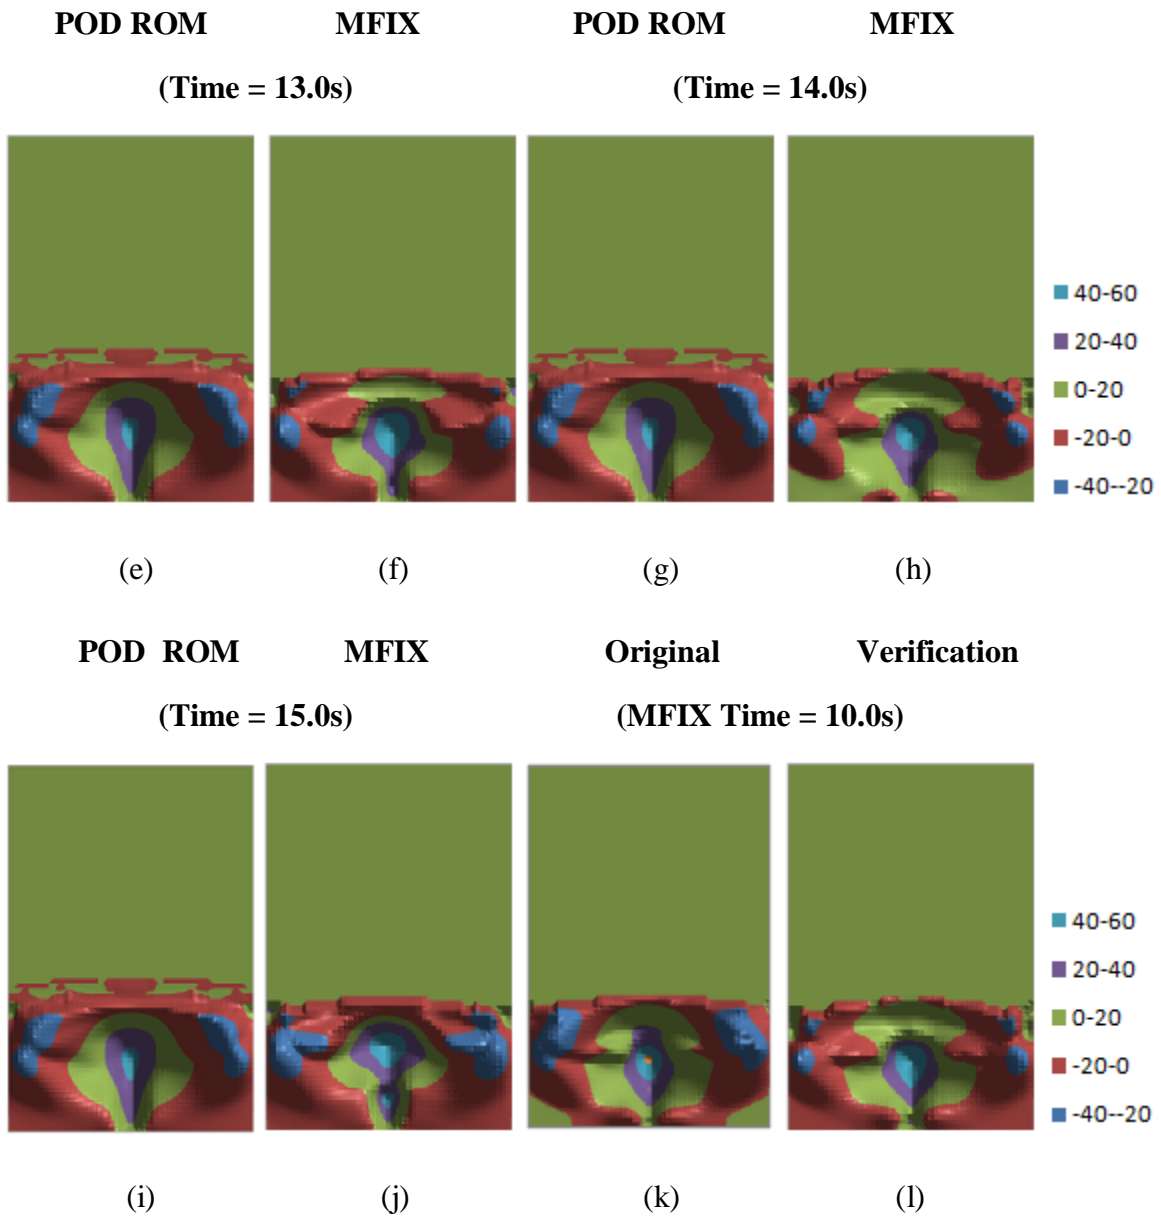 POD ROM MFIX POD ROM MFIX
(Time = 13.0s) (Time = 14.0s)
40-60
20-40
0-20
-20-0
-40--20
(e) (f) (g) (h)
POD ROM MFIX Original Verification
(Time = 15.0s) (MFIX Time = 10.0s)
40-60
20-40
0-20
-20-0
-40--20
(i) (j) (k) (l)